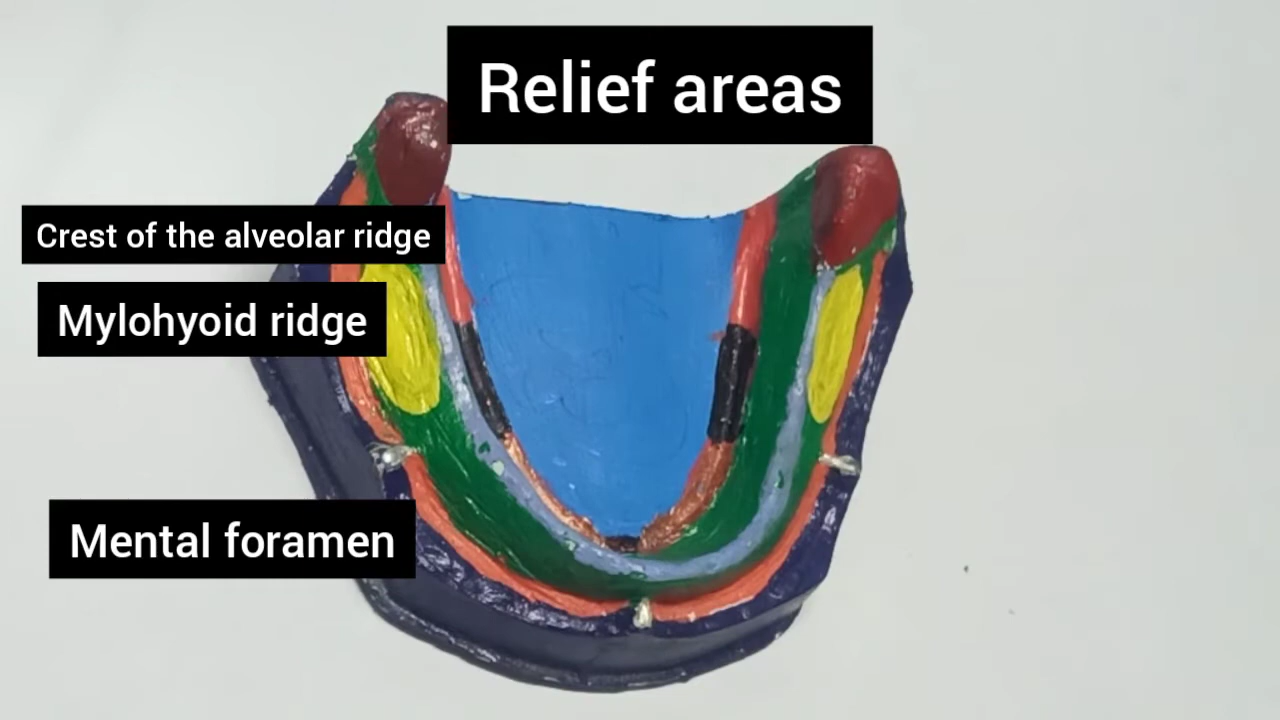 Relief areas
Crest of the alveolar ridge
Mylohyoid ridge
Mental foramen